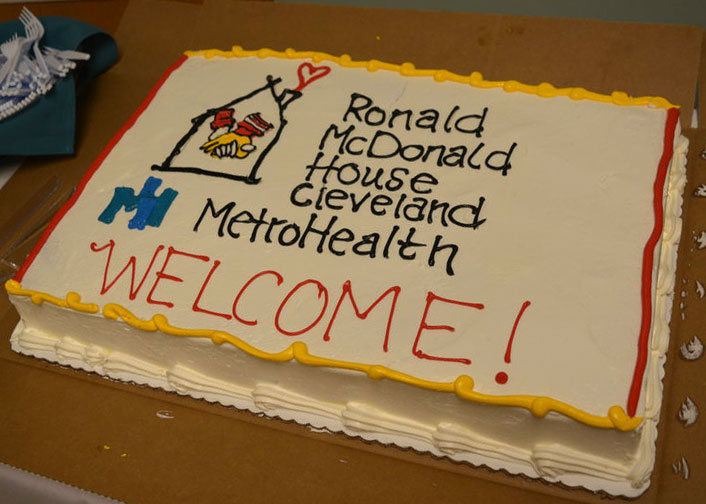 Ronald
McDonald
House
Cleveland
MH MetroHealth
WELCOME!